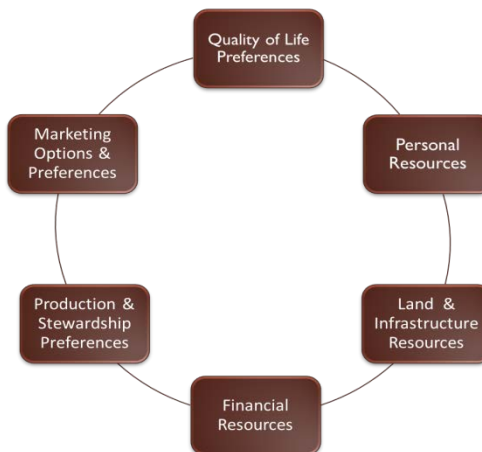 Quality of Life
Preferences
Personal
Resources
Land & 
Infrastructure
Resources
Financial
Resources
Production &
Stewardship
Preferences
Marketing
Options &
Preferences